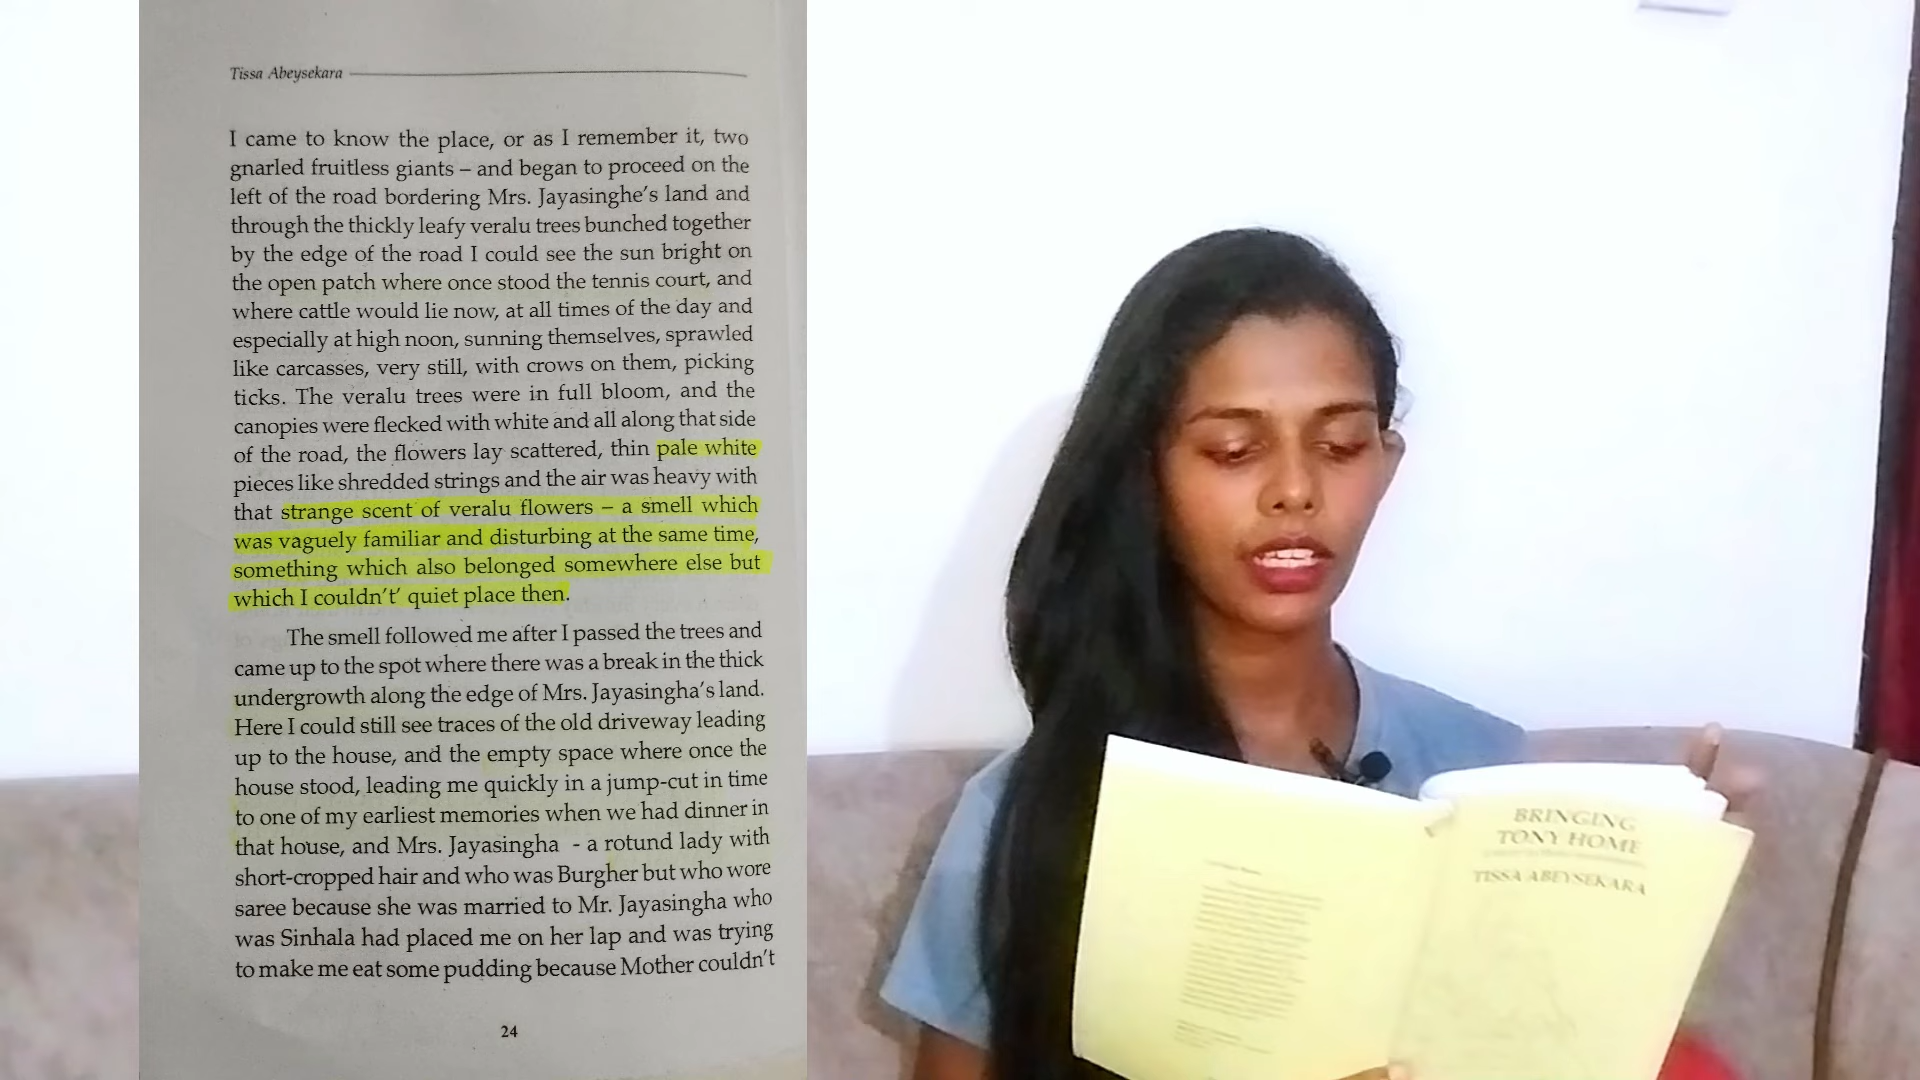 Tissa Abeysekara
I came to know the place, or as I remember it, two
gnarled fruitless giants – and began to proceed on the
left of the road bordering Mrs. Jayasinghe's land and
through the thickly leafy veralu trees bunched together
by the edge of the road I could see the sun bright on
the open patch where once stood the tennis court, and
where cattle would lie now, at all times of the day and
especially at high noon, sunning themselves, sprawled
like carcasses, very still, with crows on them, picking
ticks. The veralu trees were in full bloom, and the
canopies were flecked with white and all along that side
of the road, the flowers lay scattered, thin pale white
pieces like shredded strings and the air was heavy with
that strange scent of veralu flowers – a smell which
was vaguely familiar and disturbing at the same time,
something which also belonged somewhere else but
which I couldn't' quiet place then.
The smell followed me after I passed the trees and
came up to the spot where there was a break in the thick
undergrowth along the edge of Mrs. Jayasingha's land.
Here I could still see traces of the old driveway leading
up to the house, and the empty space where once the
house stood, leading me quickly in a jump-cut in time
to one of my earliest memories when we had dinner in
that house, and Mrs. Jayasingha - a rotund lady with
short-cropped hair and who was Burgher but who wore
saree because she was married to Mr. Jayasingha who
was Sinhala had placed me on her lap and was trying
to make me eat some pudding because Mother couldn't
24
BRINGING
TONY HOME
TISSA ABEYSEKARA